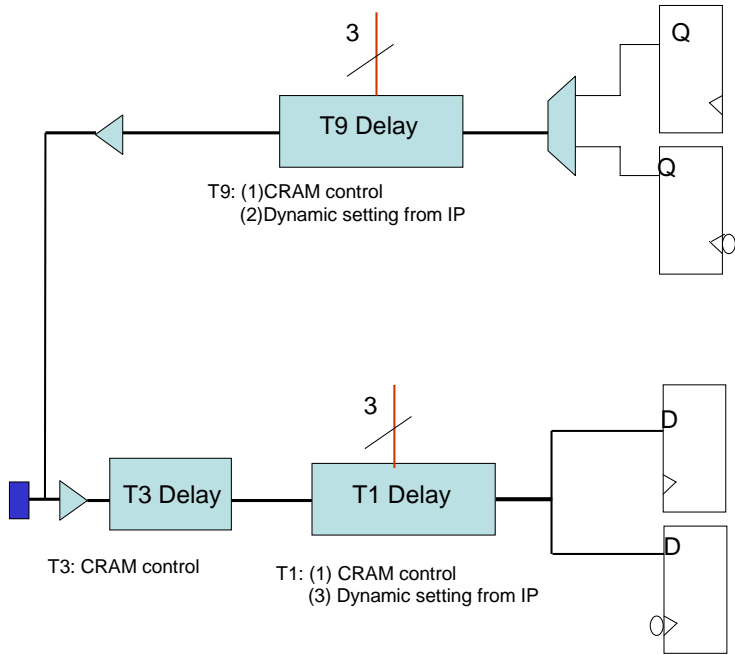 3
Q
T9 Delay
Q
T9: (1)CRAM control
(2)Dynamic setting from IP
3
D
T3 Delay
T1 Delay
D
T3: CRAM control
T1: (1) CRAM control
(3) Dynamic setting from IP